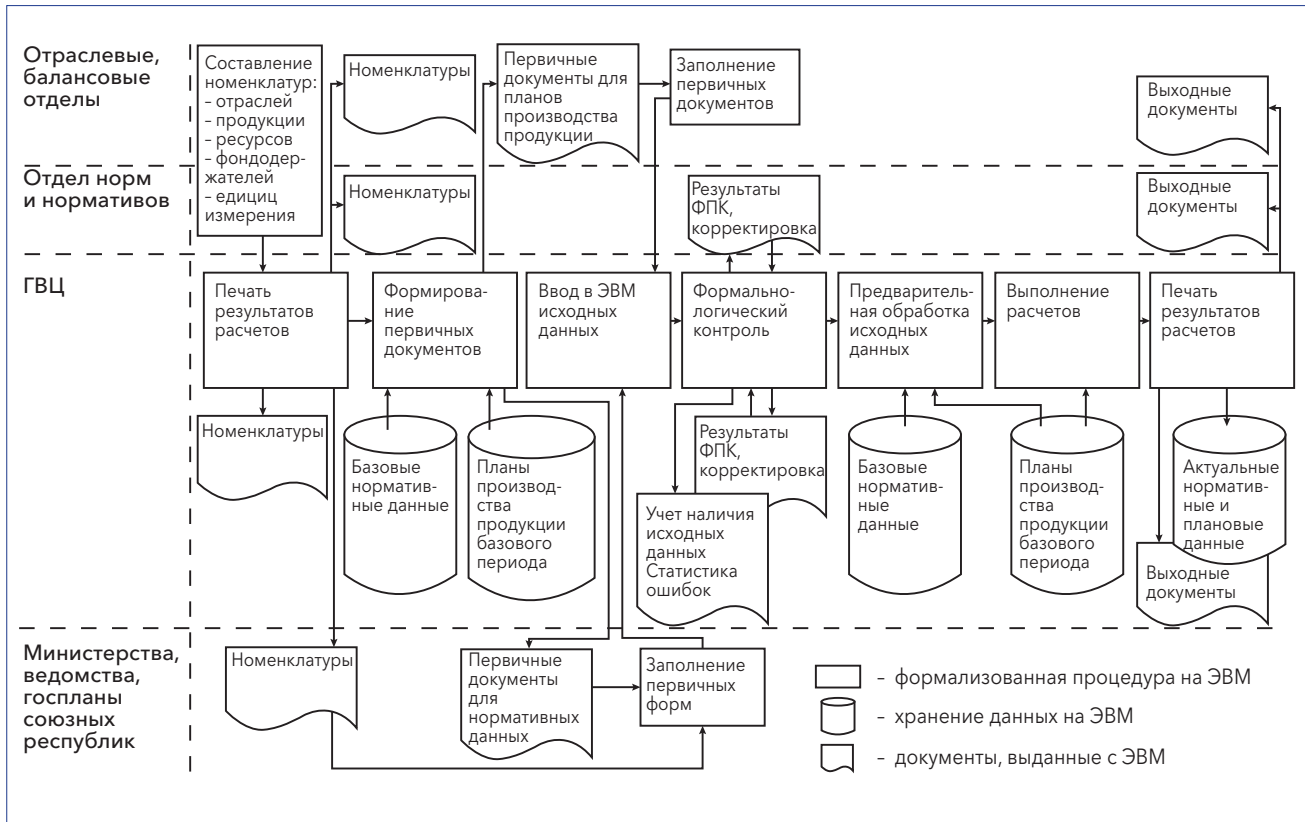 Отраслевые,
балансовые
отделы
Составление
номенклатур:
– отраслей
– продукции
– ресурсов
– фондодер-
жателей
– едициц
измерения
Номенклатуры
Первичные
документы для
планов
производства
продукции
Заполнение
первичных
документов
Выходные
документы
Отдел норм
и нормативов
Номенклатуры
Результаты
ФПК,
корректировка
Выходные
документы
ГВЦ
Печать
результатов
расчетов
Формирова-
ние
первичных
документов
Ввод в ЭВМ
исходных
данных
Формально-
логический
контроль
Предваритель-
ная обработка
исходных
данных
Выполнение
расчетов
Печать
результатов
расчетов
Номенклатуры
Базовые
норматив-
ные данные
Планы
производ-
ства
продукции
базового
периода
Результаты
ФПК,
корректировка
Учет наличия
исходных
данных
Статистика
ошибок
Базовые
норматив-
ные
данные
Планы
производ-
ства
продукции
базового
периода
Актуальные
норматив-
ные и
плановые
данные
Выходные
документы
Министерства,
ведомства,
госпланы
союзных
республик
Номенклатуры
Первичные
документы
для
нормативных
данных
Заполнение
первичных
форм
– формализованная процедура на ЭВМ
– хранение данных на ЭВМ
– документы, выданные с ЭВМ